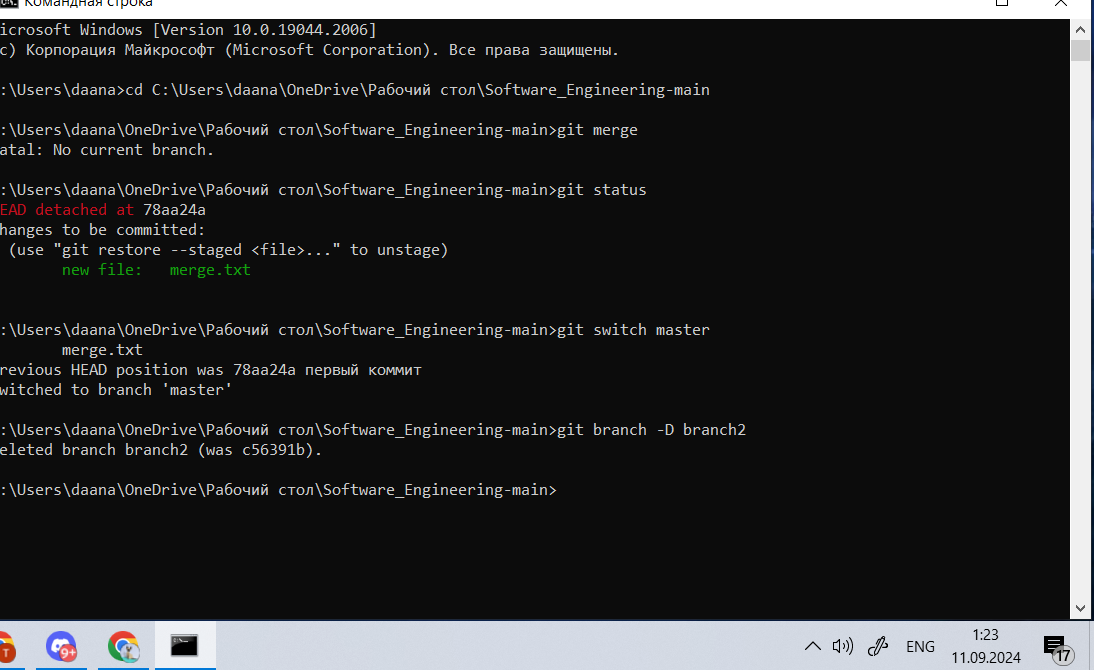 Командная строка
icrosoft Windows [Version 10.0.19044.2006]
с) Корпорация Майкрософт (Microsoft Corporation). Все права защищены.
:\Users\daana>cd C:\Users\daana\OneDrive\Рабочий стол\Software_Engineering-main
:\Users\daana\OneDrive\Рабочий стол\Software_Engineering-main>git merge
atal: No current branch.
:\Users\daana\OneDrive\Рабочий стол\Software_Engineering-main>git status
EAD detached at 78aa24a
hanges to be committed:
(use "git restore --staged <file>..." to unstage)
new file:   merge.txt
:\Users\daana\OneDrive\Рабочий стол\Software_Engineering-main>git switch master
merge.txt
revious HEAD position was 78aa24a первый коммит
witched to branch 'master'
:\Users\daana\OneDrive\Рабочий стол\Software_Engineering-main>git branch -D branch2
eleted branch branch2 (was c56391b).
:\Users\daana\OneDrive\Рабочий стол\Software_Engineering-main>
T
9+
ENG
1:23
11.09.2024
17